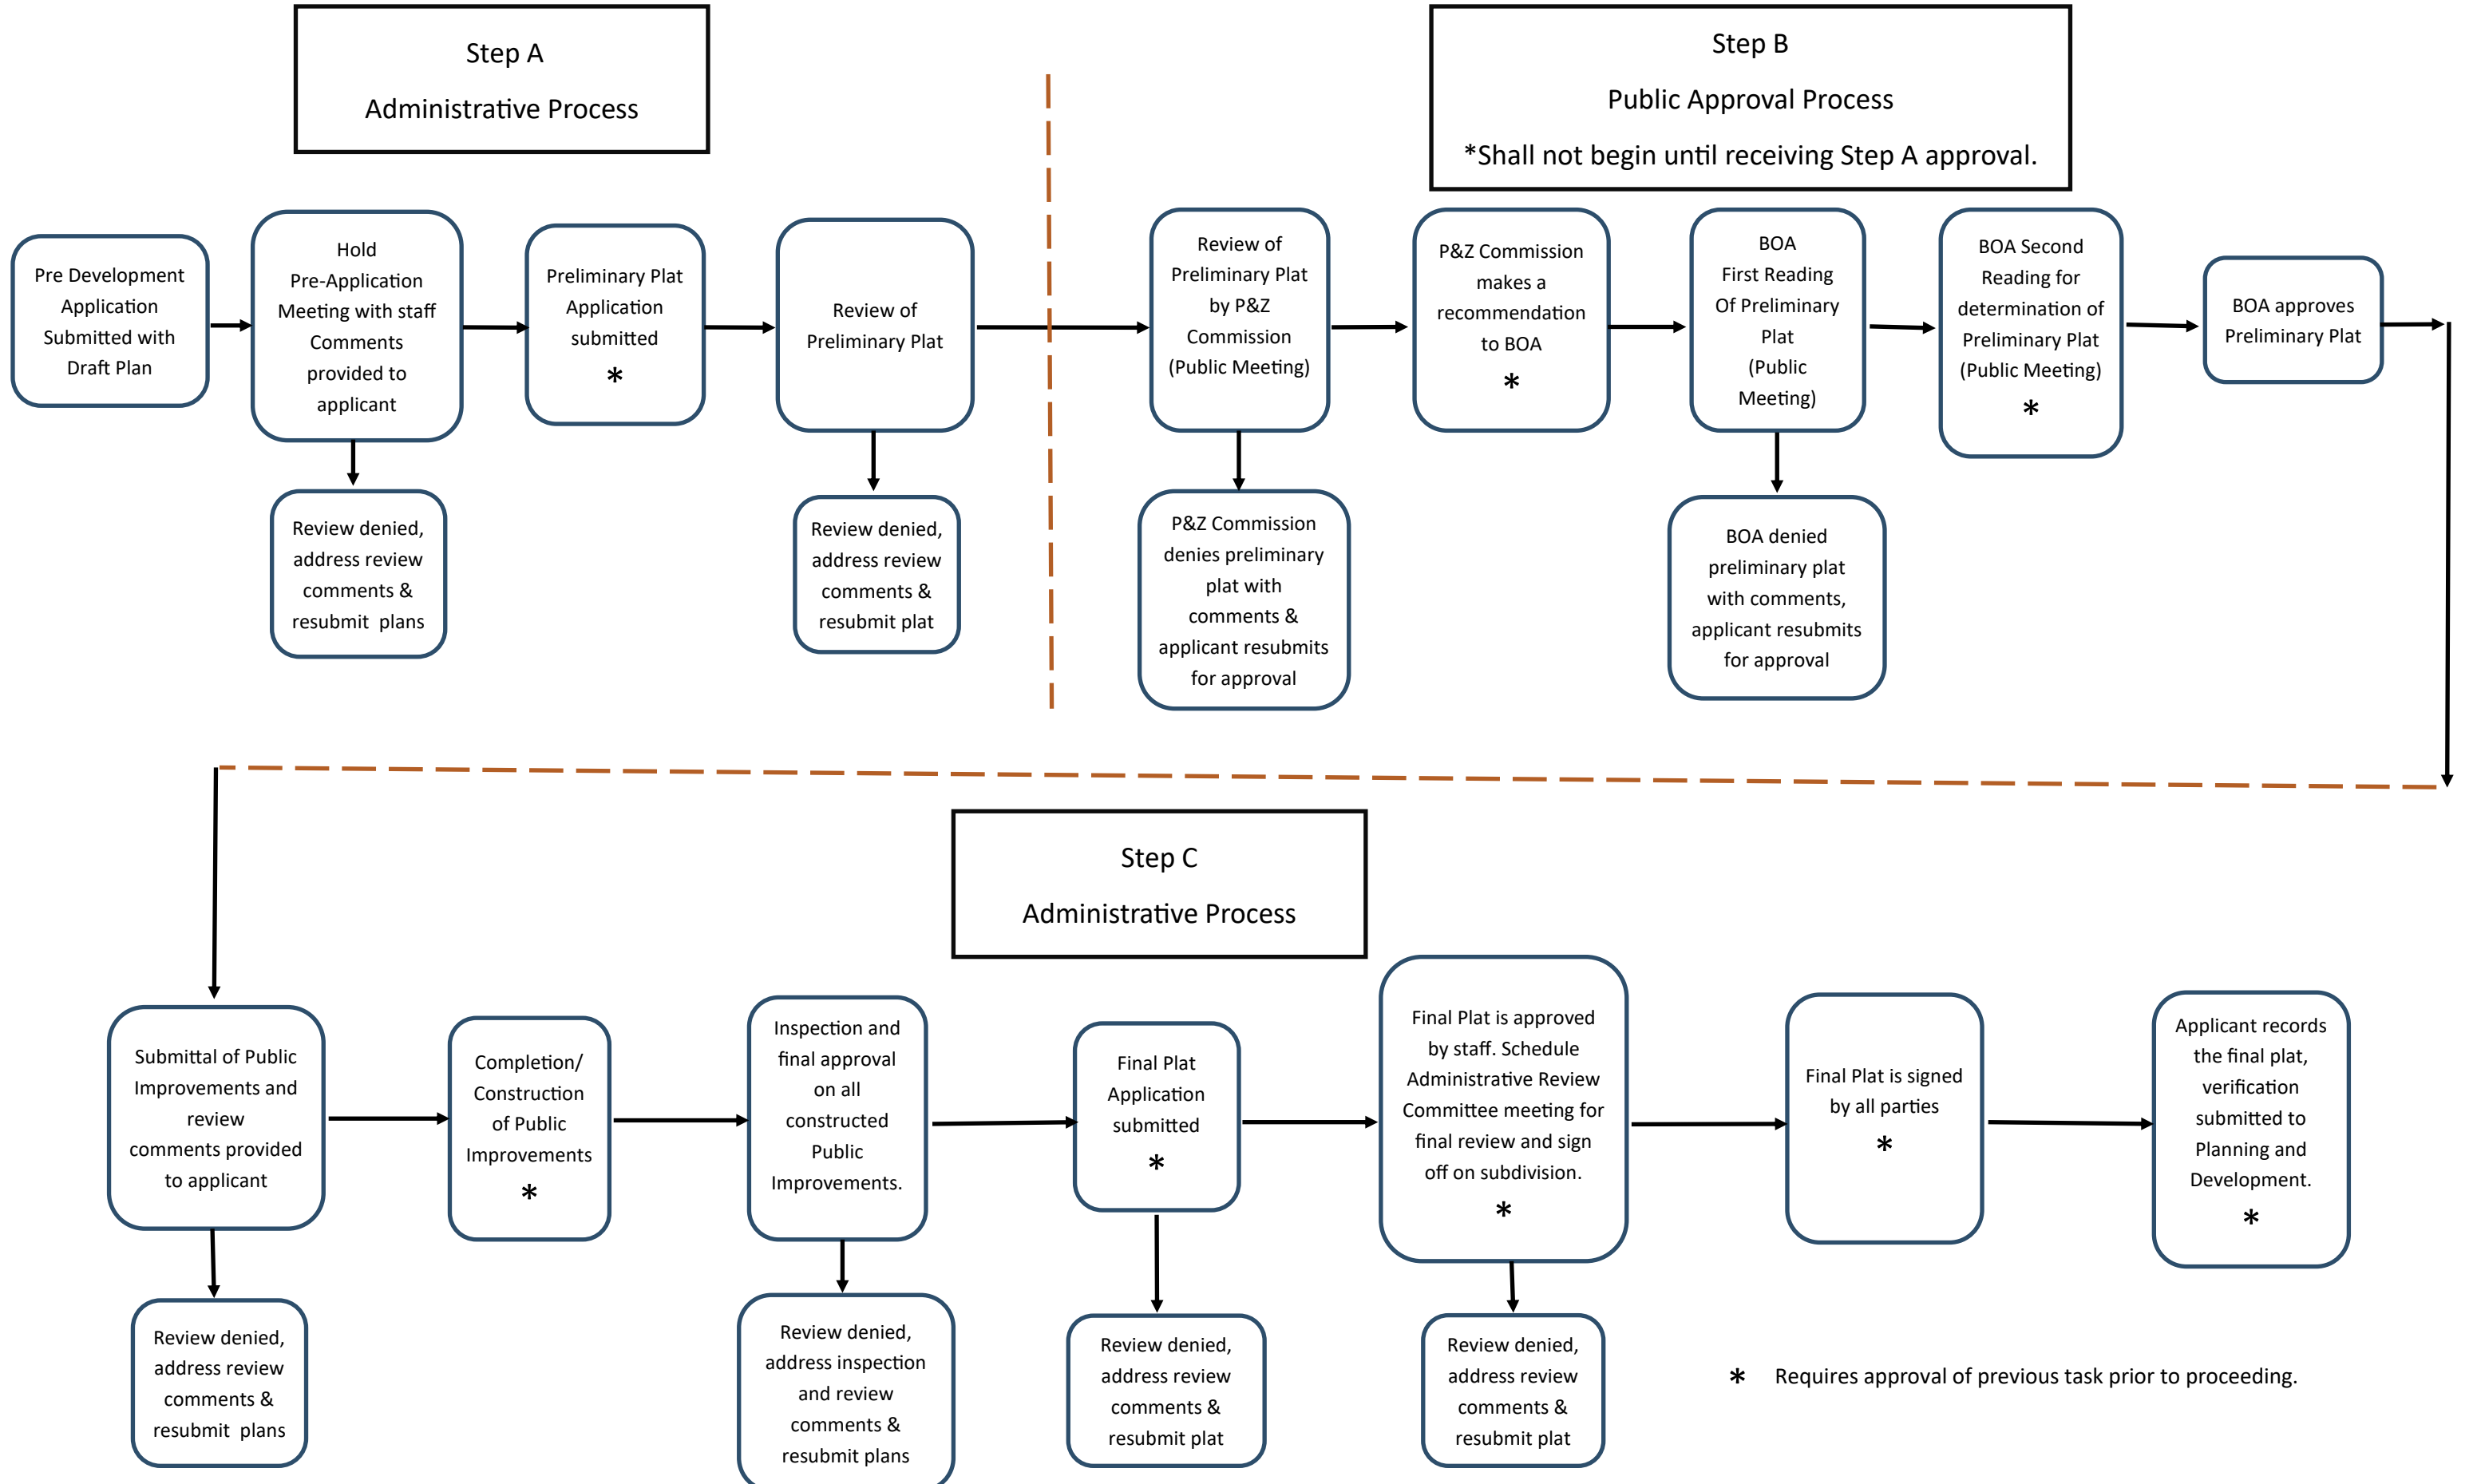 Step A
Administrative Process
Step B
Public Approval Process
*Shall not begin until receiving Step A approval.
Pre Development
Application
Submitted with
Draft Plan
Hold
Pre-Application
Meeting with staff
Comments
provided to
applicant
Preliminary Plat
Application
submitted
*
Review of
Preliminary Plat
Review of
Preliminary Plat
by P&Z
Commission
(Public Meeting)
P&Z Commission
makes a
recommendation
to BOA
*
BOA
First Reading
Of Preliminary
Plat
(Public
Meeting)
BOA Second
Reading for
determination of
Preliminary Plat
(Public Meeting)
*
BOA approves
Preliminary Plat
Review denied,
address review
comments &
resubmit  plans
Review denied,
address review
comments &
resubmit plat
P&Z Commission
denies preliminary
plat with
comments &
applicant resubmits
for approval
BOA denied
preliminary plat
with comments,
applicant resubmits
for approval
Step C
Administrative Process
Submittal of Public
Improvements and
review
comments provided
to applicant
Completion/
Construction
of Public
Improvements
*
Inspection and
final approval
on all
constructed
Public
Improvements.
Final Plat
Application
submitted
*
Final Plat is approved
by staff. Schedule
Administrative Review
Committee meeting for
final review and sign
off on subdivision.
*
Final Plat is signed
by all parties
*
Applicant records
the final plat,
verification
submitted to
Planning and
Development.
*
Review denied,
address review
comments &
resubmit  plans
Review denied,
address inspection
and review
comments &
resubmit plans
Review denied,
address review
comments &
resubmit plat
Review denied,
address review
comments &
resubmit plat
* Requires approval of previous task prior to proceeding.